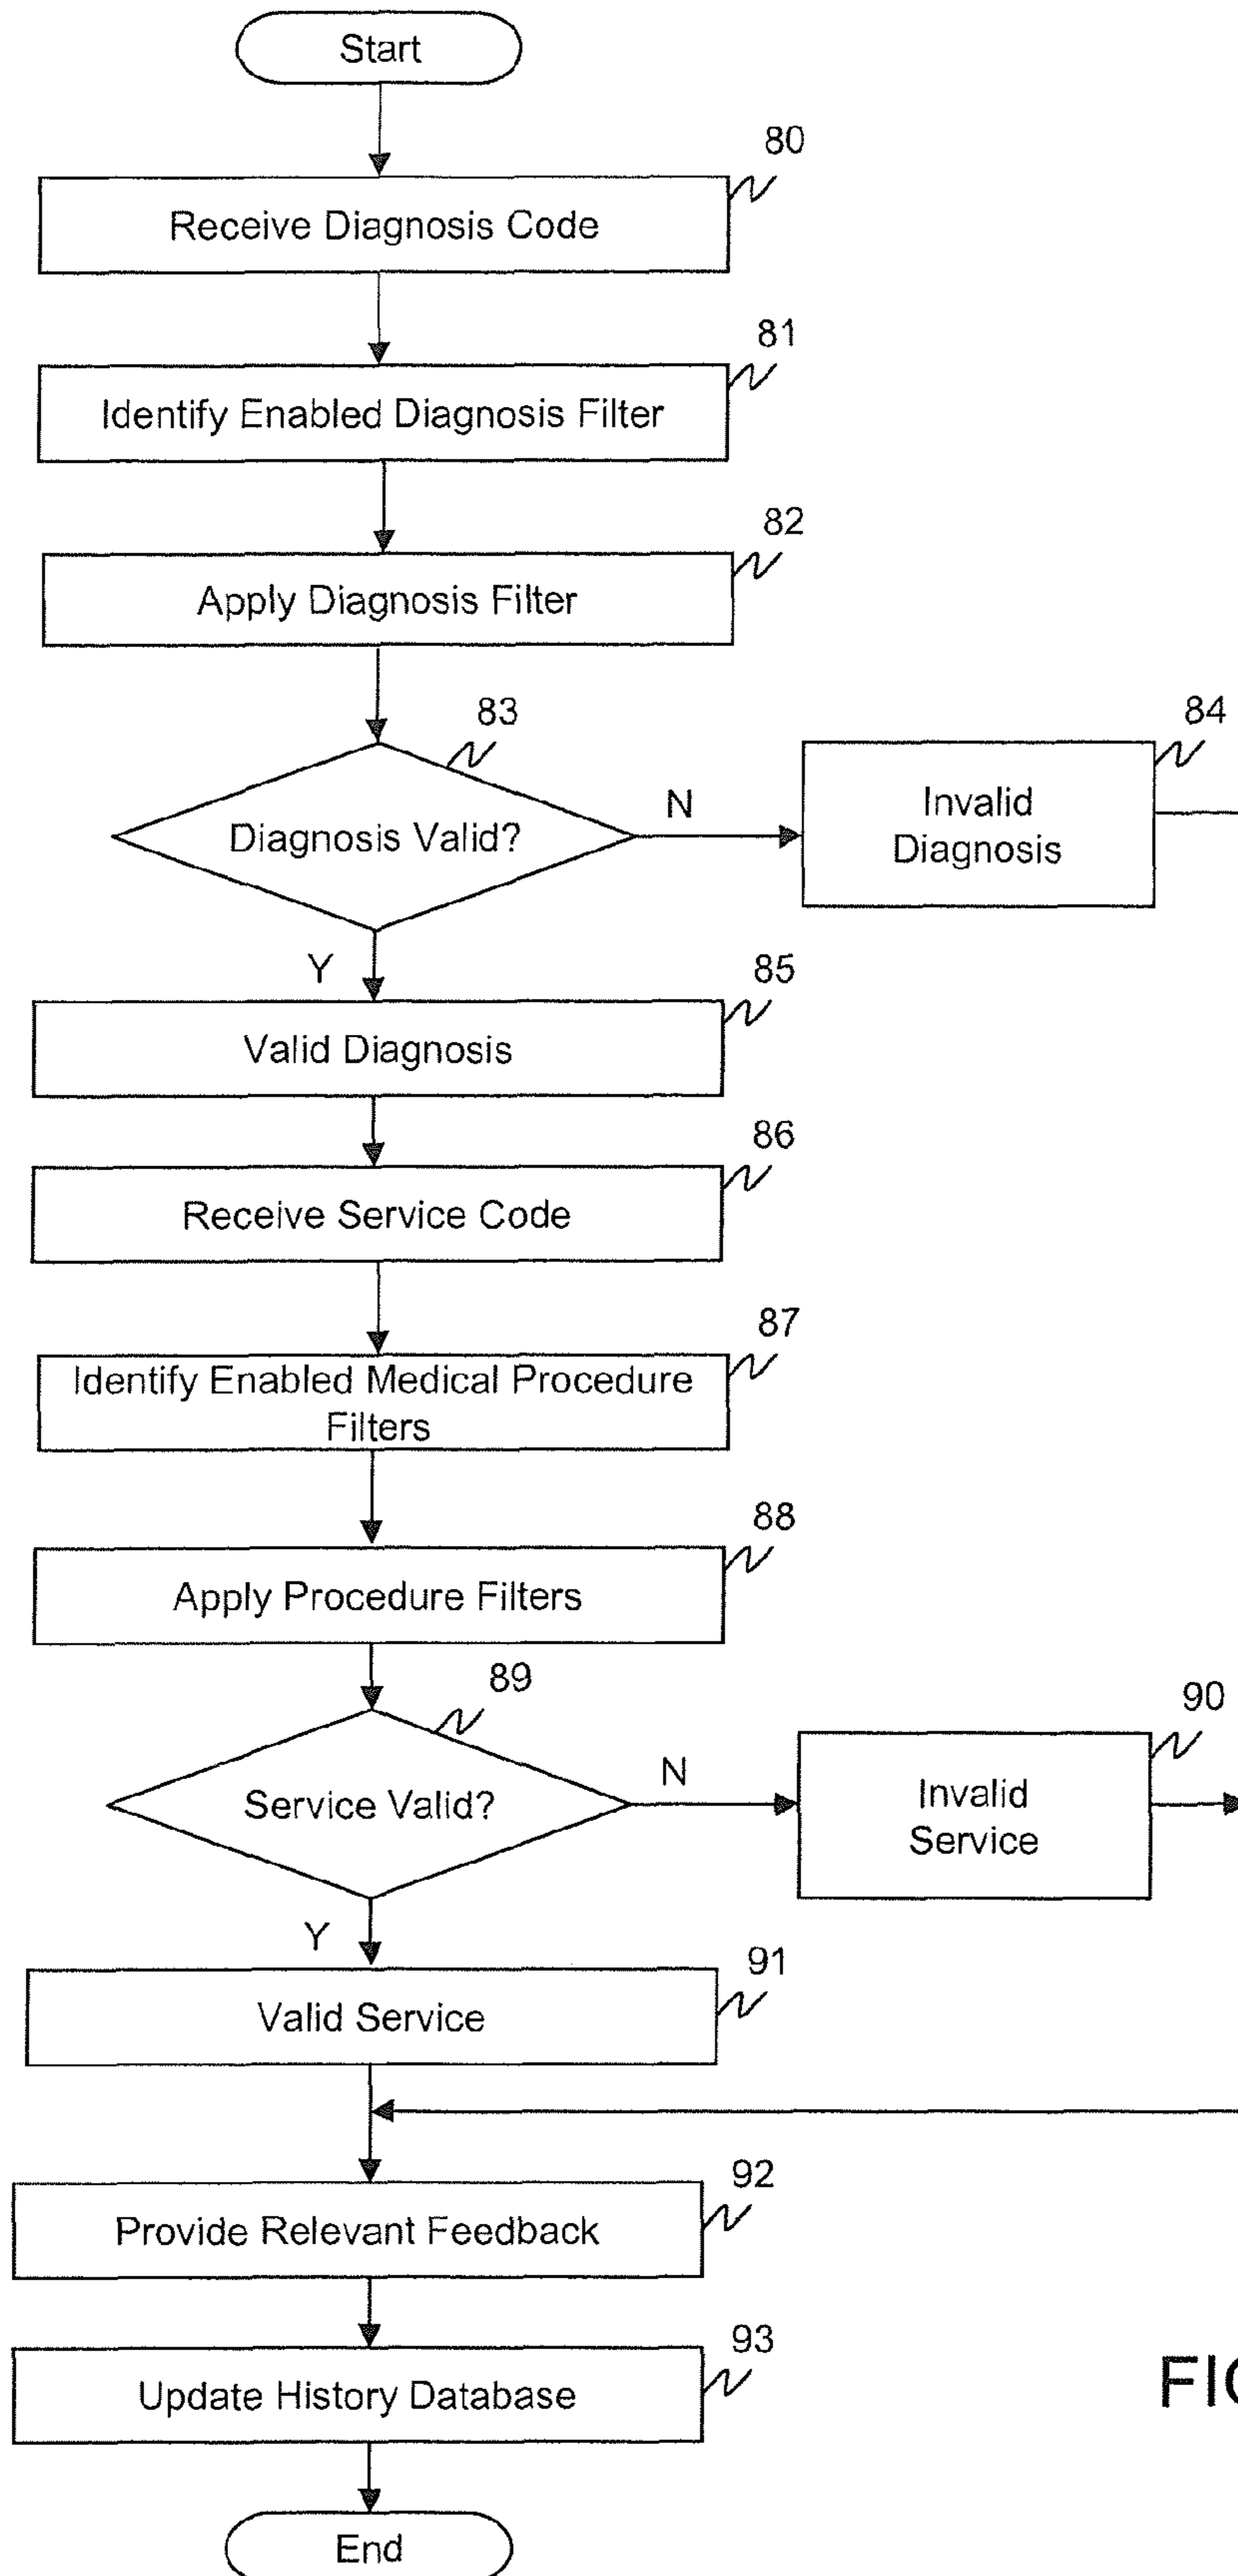 Start
80
Receive Diagnosis Code
81
Identify Enabled Diagnosis Filter
82
Apply Diagnosis Filter
83
Diagnosis Valid?
N
84
Invalid
Diagnosis
Y
85
Valid Diagnosis
86
Receive Service Code
87
Identify Enabled Medical Procedure
Filters
88
Apply Procedure Filters
89
Service Valid?
N
90
Invalid
Service
Y
91
Valid Service
92
Provide Relevant Feedback
93
Update History Database
End